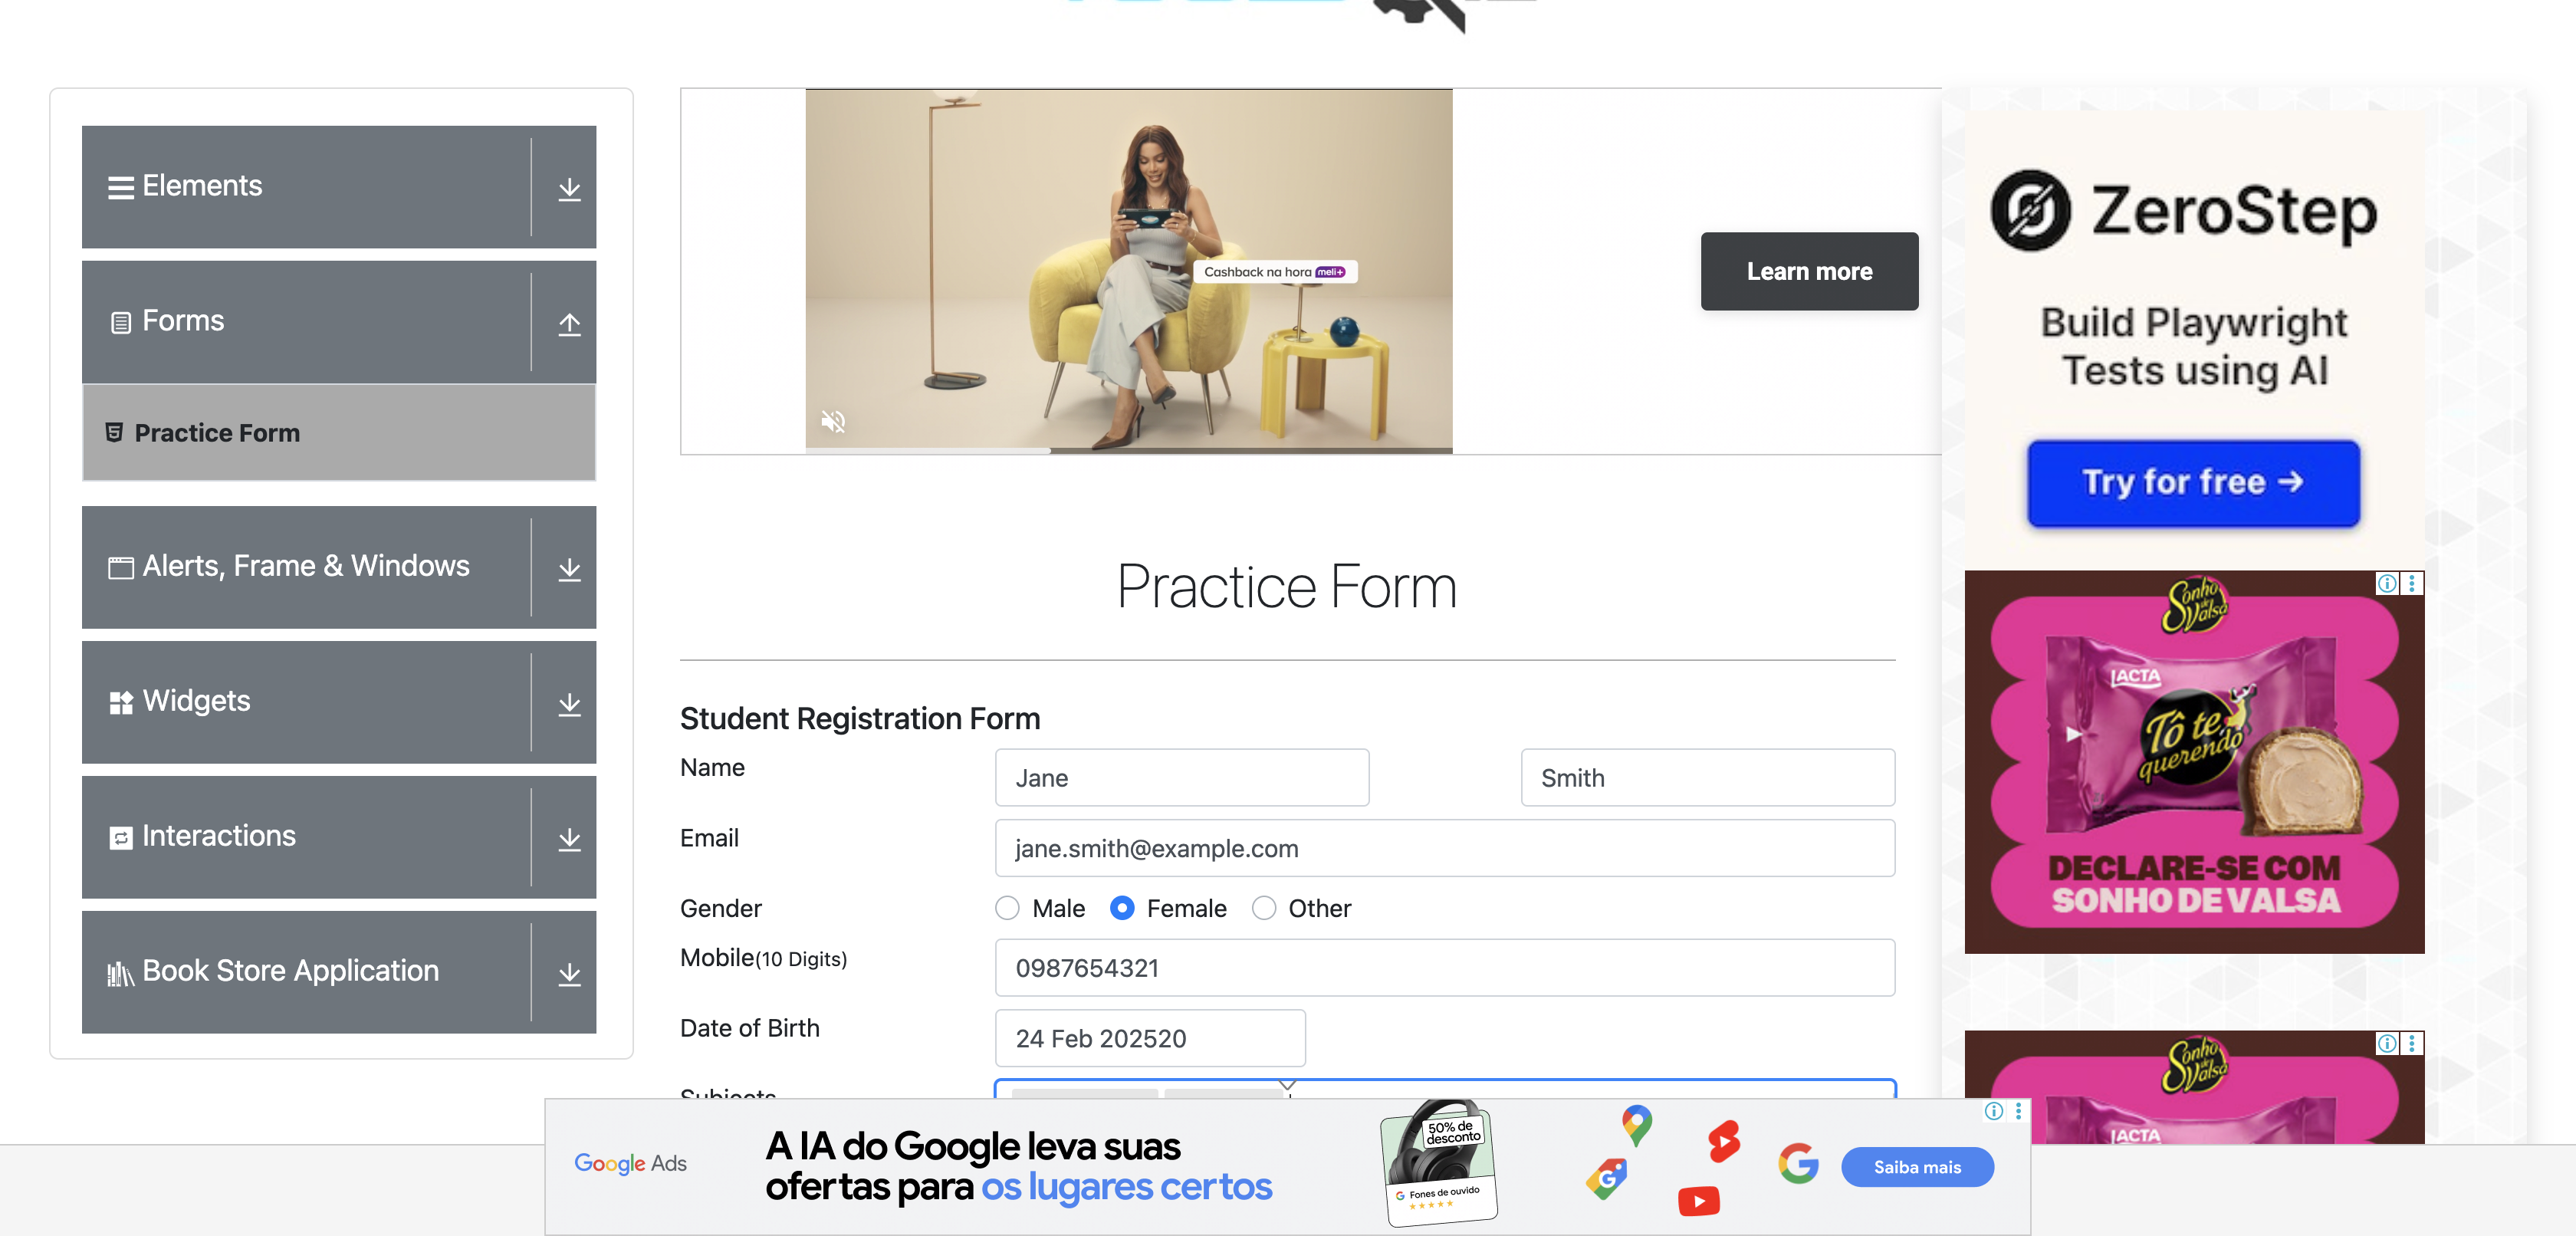 Elements
Forms
Practice Form
Alerts, Frame & Windows
Widgets
Interactions
Book Store Application
Cashback na hora meli+
Learn more
Practice Form
Student Registration Form
Name
Jane
Smith
Email
jane.smith@example.com
Gender
Male
Female
Other
Mobile(10 Digits)
0987654321
Date of Birth
24 Feb 202520
Subjects
ZeroStep
Build Playwright
Tests using AI
Try for free →
Sonho de Valsa
LACTA
Tô te
querendo
DECLARE-SE COM
SONHO DE VALSA
Sonho de Valsa
LACTA
Google Ads
A IA do Google leva suas
ofertas para os lugares certos
50% de
desconto
G Fones de ouvido
G
G
Saiba mais